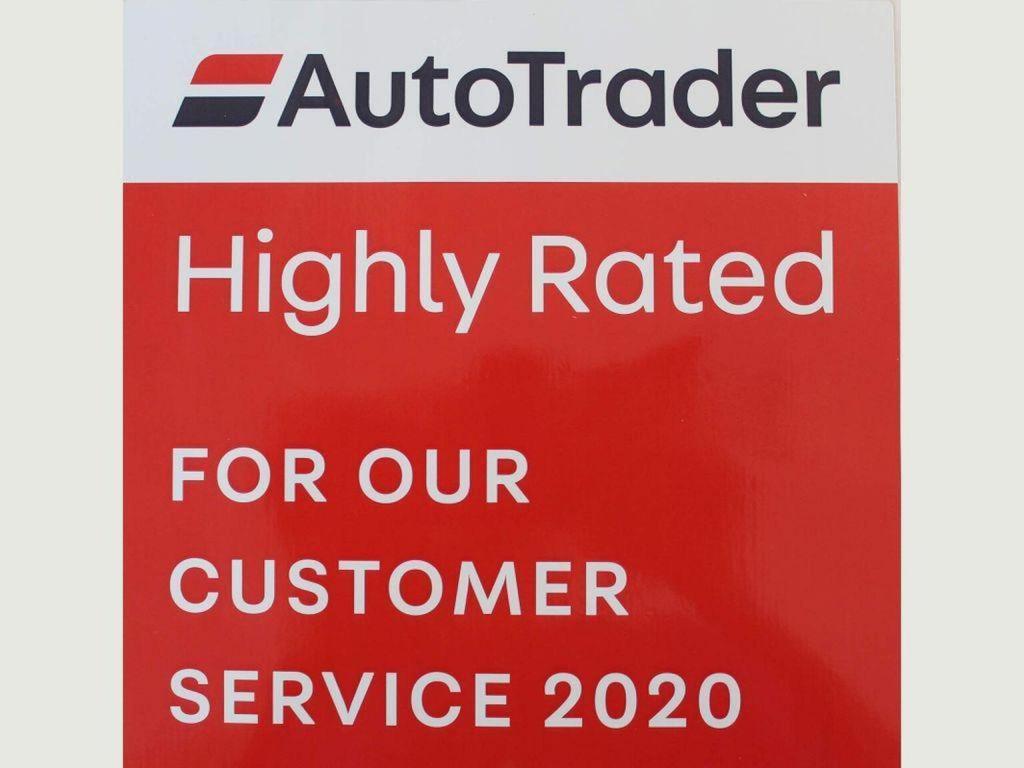 AutoTrader
Highly Rated
FOR OUR
CUSTOMER
SERVICE 2020